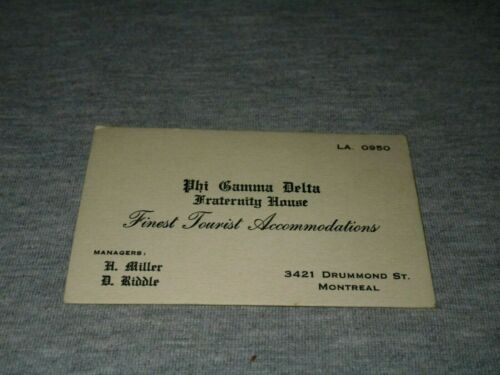 LA. 0950
Phi Gamma Delta
Fraternity House
Finest Tourist Accommodations
MANAGERS:
H. Miller
D. Riddle
3421 DRUMMOND ST.
MONTREAL